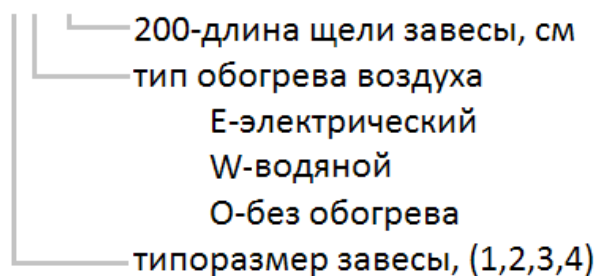 200-длина щели завесы, см
тип обогрева воздуха
Е-электрический
W-водяной
О-без обогрева
типоразмер завесы, (1,2,3,4)